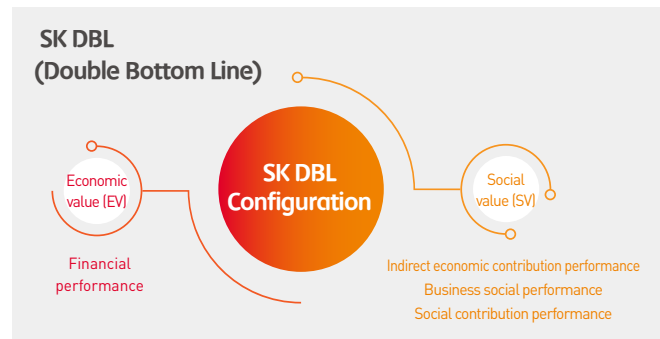 SK DBL
(Double Bottom Line)
Economic
value (EV)
Financial
performance
SK DBL
Configuration
Social
value (SV)
Indirect economic contribution performance
Business social performance
Social contribution performance